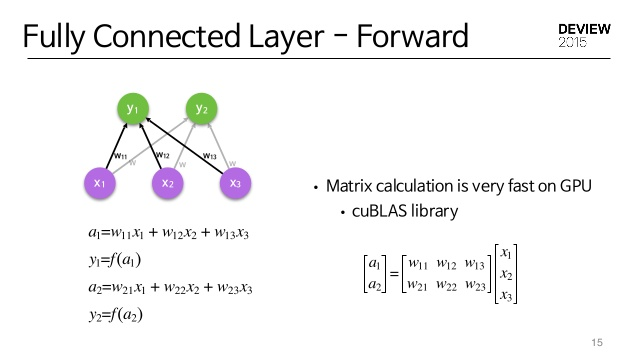 Fully Connected Layer – Forward
DEVIEW
2015
y₁ y₂
w₁₁ w w₁₂ w w₁₃ w
x₁ x₂ x₃
a₁=w₁₁x₁ + w₁₂x₂ + w₁₃x₃
y₁=f(a₁)
a₂=w₂₁x₁ + w₂₂x₂ + w₂₃x₃
y₂=f(a₂)
• Matrix calculation is very fast on GPU
• cuBLAS library
[a₁ a₂] = [w₁₁ w₁₂ w₁₃ w₂₁ w₂₂ w₂₃] [x₁ x₂ x₃]
15